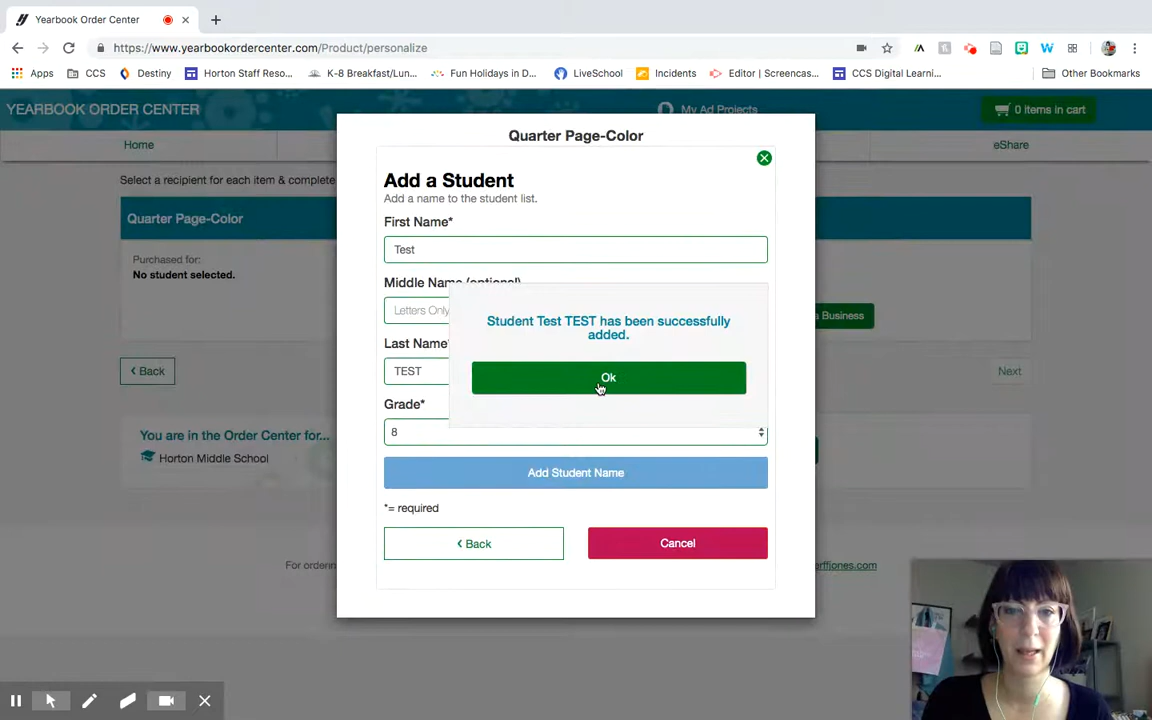 Yearbook Order Center
https://www.yearbookordercenter.com/Product/personalize
Apps
CCS
Destiny
Horton Staff Reso...
K-8 Breakfast/Lun...
Fun Holidays in D...
LiveSchool
Incidents
Editor | Screencas...
CCS Digital Learni...
Other Bookmarks
YEARBOOK ORDER CENTER
My Ad Projects
0 items in cart
Home
eShare
Select a recipient for each item & complete
Quarter Page-Color
Purchased for:
No student selected.
a Business
Back
Next
You are in the Order Center for...
Horton Middle School
Quarter Page-Color
Add a Student
Add a name to the student list.
First Name*
Test
Middle Name (optional)
Letters Only
Last Name*
TEST
Grade*
8
Student Test TEST has been successfully
added.
Ok
Add Student Name
*= required
Back
Cancel